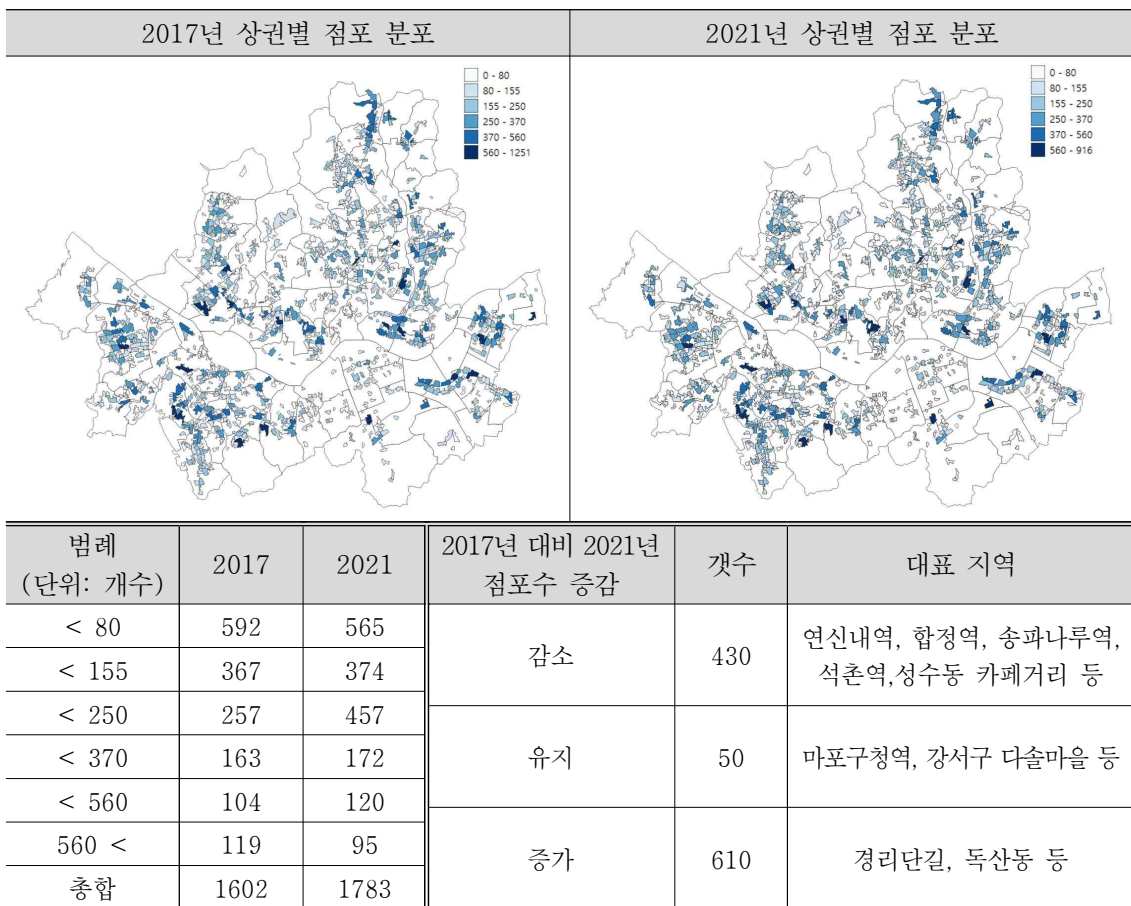 2017년 상권별 점포 분포
2021년 상권별 점포 분포
0 - 80
80 - 155
155 - 250
250 - 370
370 - 560
560 - 1251
0 - 80
80 - 155
155 - 250
250 - 370
370 - 560
560 - 916
범례
(단위: 개수)
2017
2021
< 80
592
565
< 155
367
374
< 250
257
457
< 370
163
172
< 560
104
120
560 <
119
95
총합
1602
1783
2017년 대비 2021년
점포수 증감
갯수
대표 지역
감소
430
연신내역, 합정역, 송파나루역,
석촌역,성수동 카페거리 등
유지
50
마포구청역, 강서구 다솔마을 등
증가
610
경리단길, 독산동 등